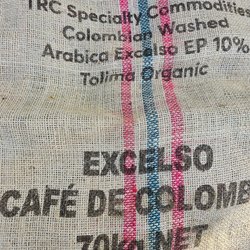 TRC Specialty Commodities
Colombian Washed
Arabica Excelso EP 10%
Tolima Organic
EXCELSO
CAFÉ DE COLOMB
70kg NET